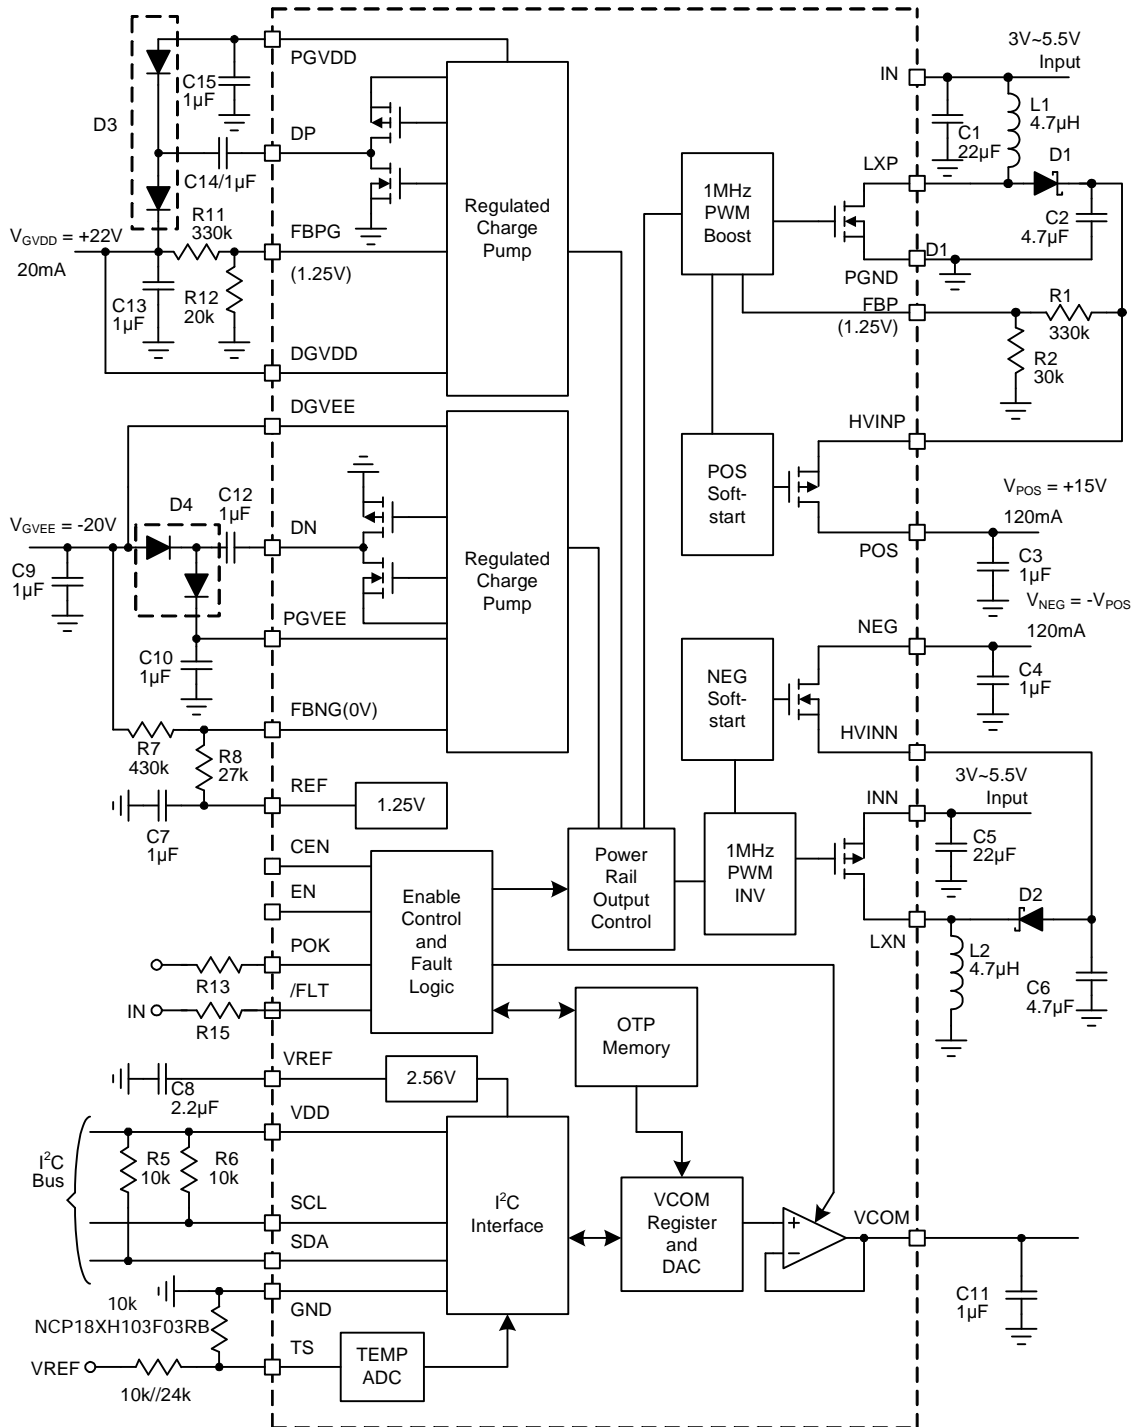 PGVDD
C15
1µF
D3
DP
C14/1µF
R11
330k
VGVDD = +22V
20mA
FBPG
(1.25V)
C13
1µF
R12
20k
DGVDD
Regulated
Charge
Pump
3V~5.5V
Input
IN
L1
4.7µH
C1
22µF
D1
LXP
1MHz
PWM
Boost
C2
4.7µF
D1
PGND
FBP
(1.25V)
R1
330k
R2
30k
DGVEE
HVINP
POS
Soft-
start
VPOS = +15V
120mA
POS
C3
1µF
C12
1µF
D4
DN
VGVEE = -20V
C9
1µF
Regulated
Charge
Pump
PGVEE
C10
1µF
VNEG = -VPOS
120mA
NEG
C4
1µF
NEG
Soft-
start
HVINN
FBNG(0V)
R7
430k
R8
27k
REF
1.25V
C7
1µF
3V~5.5V
Input
INN
C5
22µF
1MHz
PWM
INV
Power
Rail
Output
Control
D2
LXN
L2
4.7µH
C6
4.7µF
CEN
EN
POK
R13
/FLT
IN
R15
Enable
Control
and
Fault
Logic
OTP
Memory
VREF
2.56V
C8
2.2µF
VDD
I2C
Bus
R5
10k
R6
10k
SCL
SDA
I2C
Interface
VCOM
Register
and
DAC
+
−
VCOM
C11
1µF
GND
10k
NCP18XH103F03RB
TS
VREF
10k//24k
TEMP
ADC